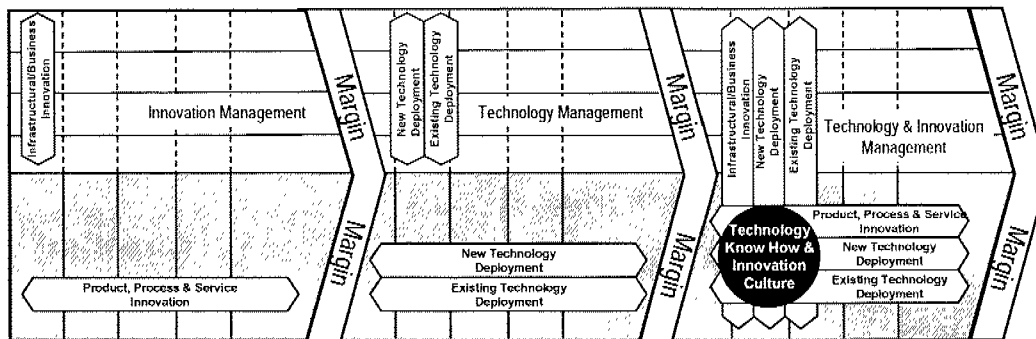 Infrastructural/Business
Innovation
Innovation Management
Margin
Margin
Product, Process & Service
Innovation
New Technology
Deployment
Existing Technology
Deployment
Technology Management
Margin
Margin
New Technology
Deployment
Existing Technology
Deployment
Infrastructural/Business
Innovation
New Technology
Deployment
Existing Technology
Deployment
Technology & Innovation
Management
Margin
Margin
Technology
Know How &
Innovation
Culture
Product, Process & Service
Innovation
New Technology
Deployment
Existing Technology
Deployment